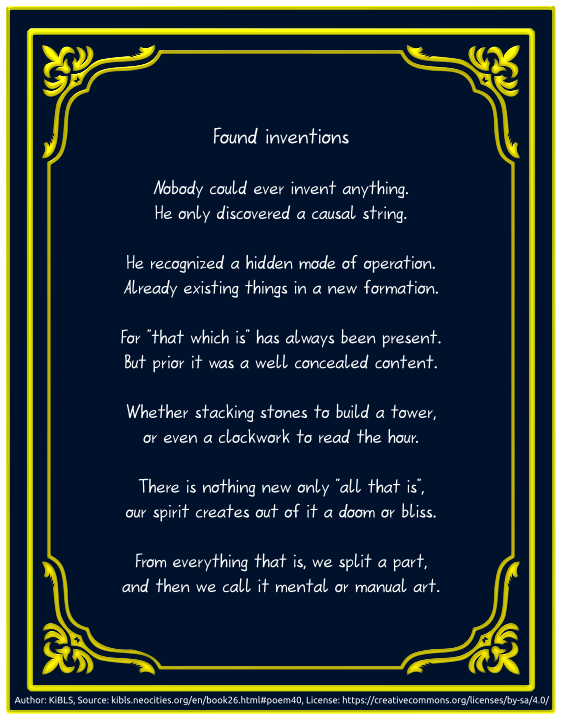 Found inventions
Nobody could ever invent anything.
He only discovered a causal string.
He recognized a hidden mode of operation.
Already existing things in a new formation.
For "that which is" has always been present.
But prior it was a well concealed content.
Whether stacking stones to build a tower,
or even a clockwork to read the hour.
There is nothing new only "all that is",
our spirit creates out of it a doom or bliss.
From everything that is, we split a part,
and then we call it mental or manual art.
Author: KiBLS, Source: kibls.neocities.org/en/book26.html#poem40, License: https://creativecommons.org/licenses/by-sa/4.0/